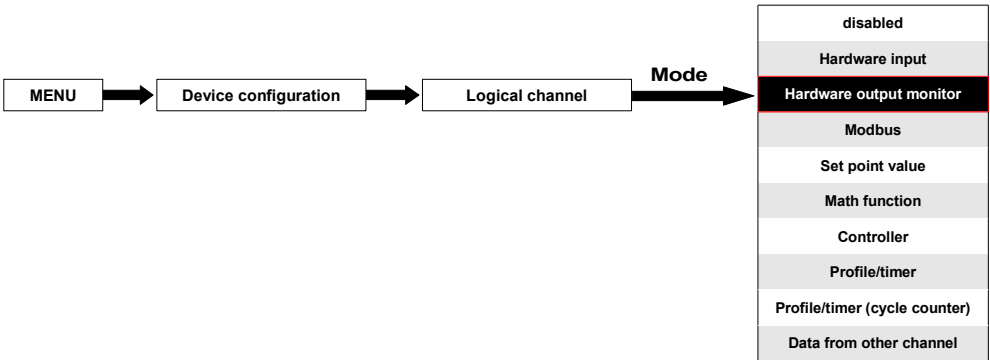 MENU
Device configuration
Logical channel
Mode
disabled
Hardware input
Hardware output monitor
Modbus
Set point value
Math function
Controller
Profile/timer
Profile/timer (cycle counter)
Data from other channel